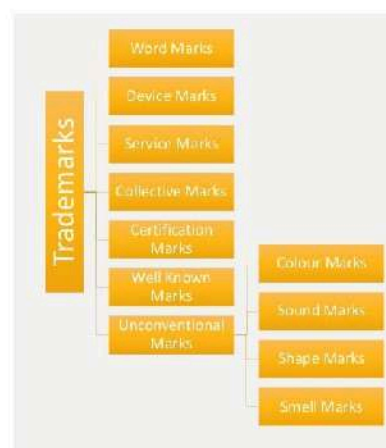 Trademarks
Word Marks
Device Marks
Service Marks
Collective Marks
Certification
Marks
Well Known
Marks
Unconventional
Marks
Colour Marks
Sound Marks
Shape Marks
Smell Marks